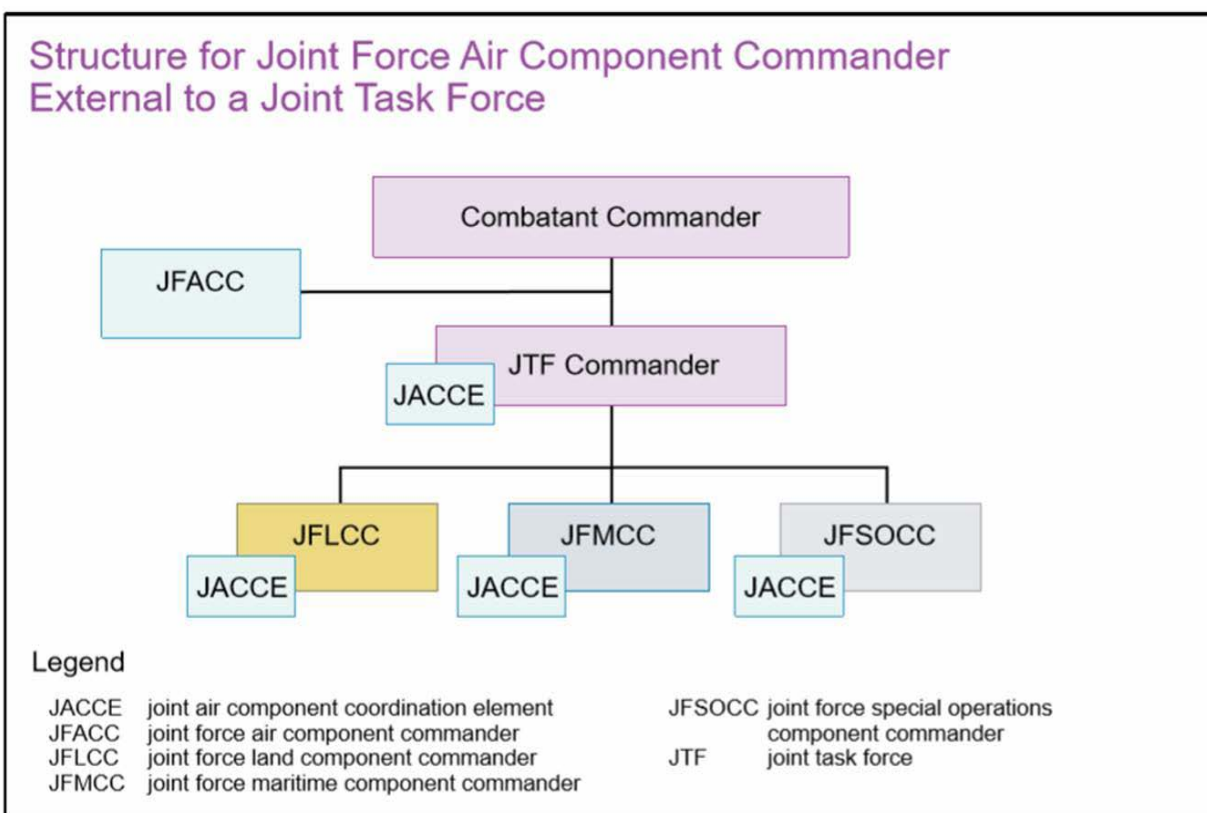 Structure for Joint Force Air Component Commander
External to a Joint Task Force
Combatant Commander
JFACC
JTF Commander
JACCE
JFLCC
JFMCC
JFSOCC
JACCE
JACCE
JACCE
Legend
JACCE joint air component coordination element
JFACC joint force air component commander
JFLCC joint force land component commander
JFMCC joint force maritime component commander
JFSOCC joint force special operations
component commander
JTF joint task force